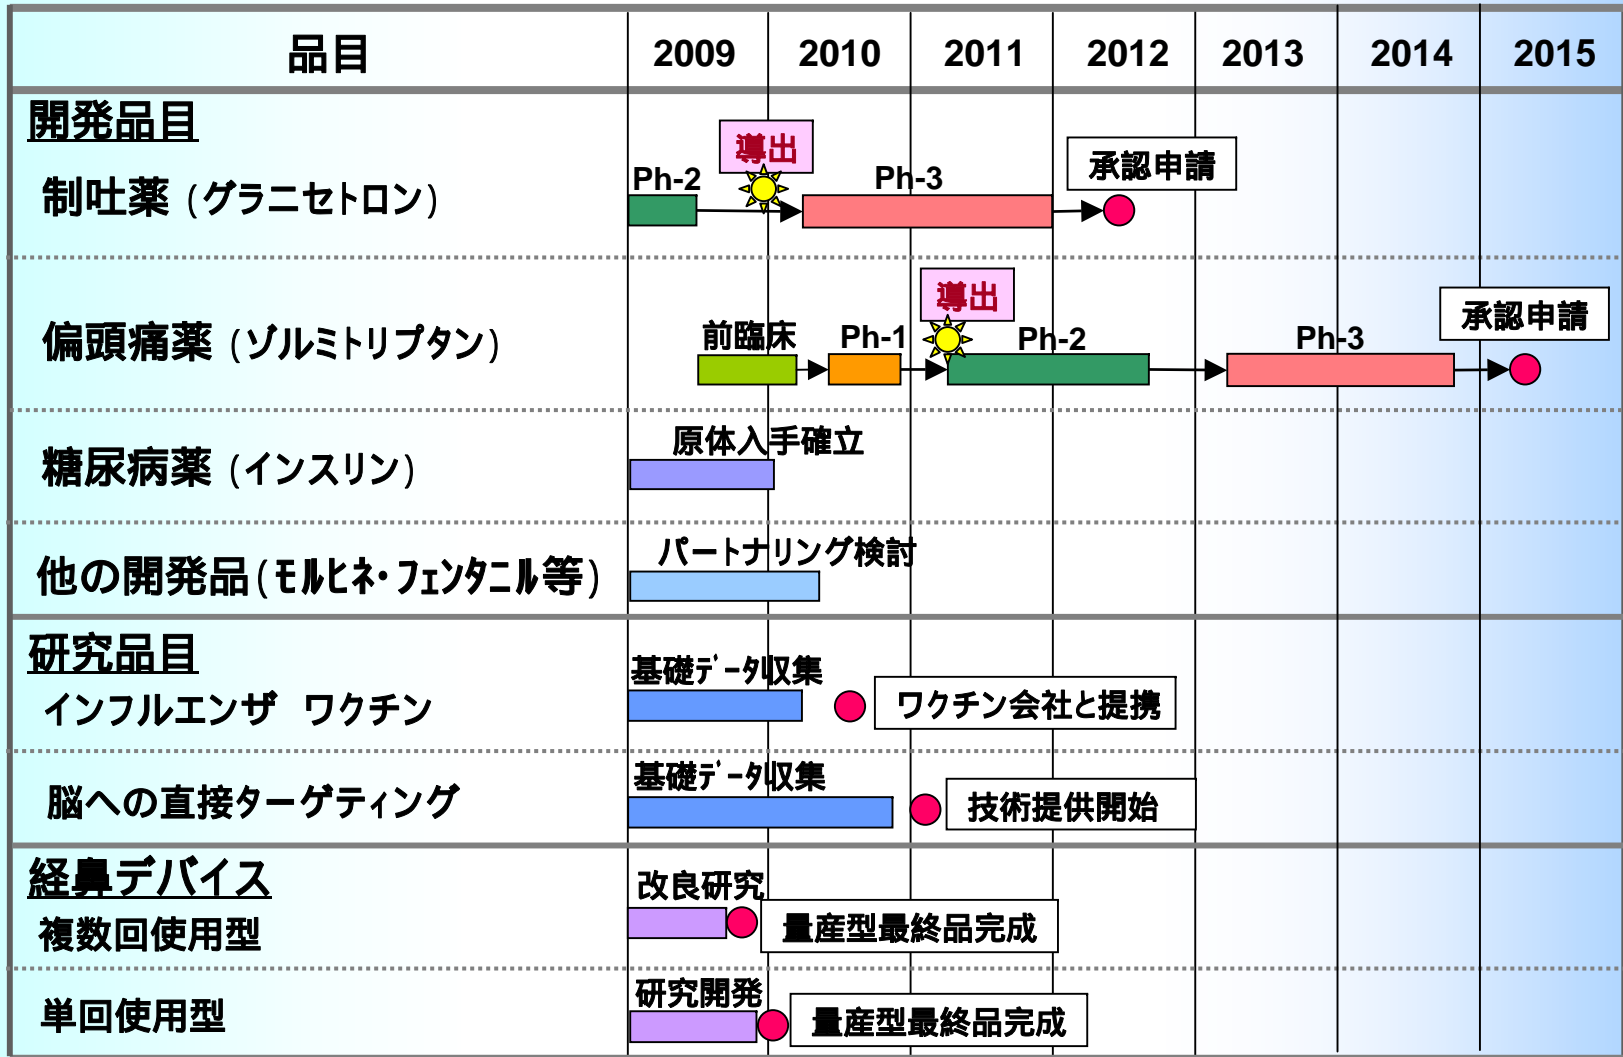 品目 2009 2010 2011 2012 2013 2014 2015
開発品目
導出
承認申請
Ph-2 Ph-3
制吐薬 (グラニセトロン)
導出
承認申請
前臨床 Ph-1 Ph-2 Ph-3
偏頭痛薬 (ゾルミトリプタン)
原体入手確立
糖尿病薬 (インスリン)
パートナリング検討
他の開発品(ﾓﾙﾋﾈ・ﾌｪﾝﾀﾆﾙ等)
研究品目
基礎ﾃﾞｰﾀ収集
インフルエンザ ワクチン ワクチン会社と提携
基礎ﾃﾞｰﾀ収集
脳への直接ターゲティング 技術提供開始
経鼻デバイス
改良研究
複数回使用型 量産型最終品完成
研究開発
単回使用型 量産型最終品完成